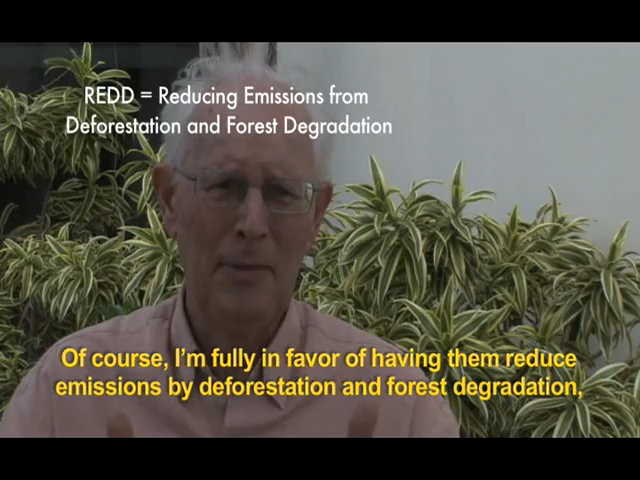 REDD = Reducing Emissions from
Deforestation and Forest Degradation
Of course, I'm fully in favor of having them reduce
emissions by deforestation and forest degradation,